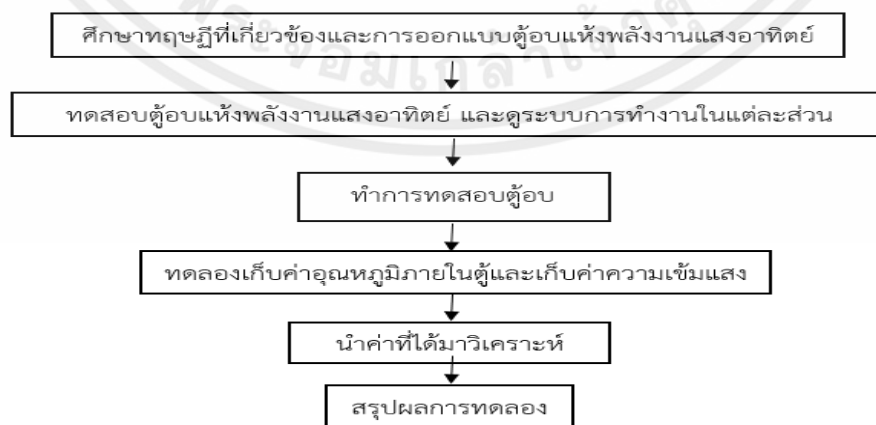 ศึกษาทฤษฎีที่เกี่ยวข้องและการออกแบบตู้อบแห้งพลังงานแสงอาทิตย์
ทดสอบตู้อบแห้งพลังงานแสงอาทิตย์ และดูระบบการทำงานในแต่ละส่วน
ทำการทดสอบตู้อบ
ทดลองเก็บค่าอุณหภูมิภายในตู้และเก็บค่าความเข้มแสง
นำค่าที่ได้มาวิเคราะห์
สรุปผลการทดลอง